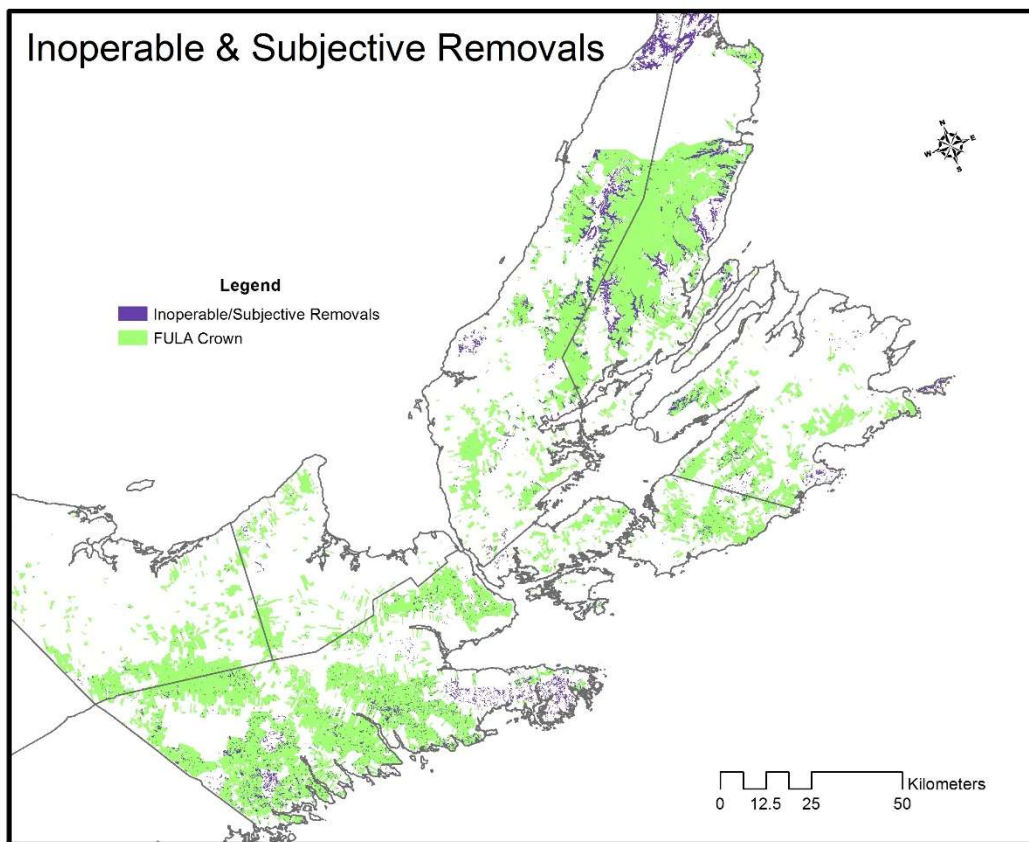 Inoperable & Subjective Removals
N
E
W
S
Legend
Inoperable/Subjective Removals
FULA Crown
Kilometers
0 12.5 25 50